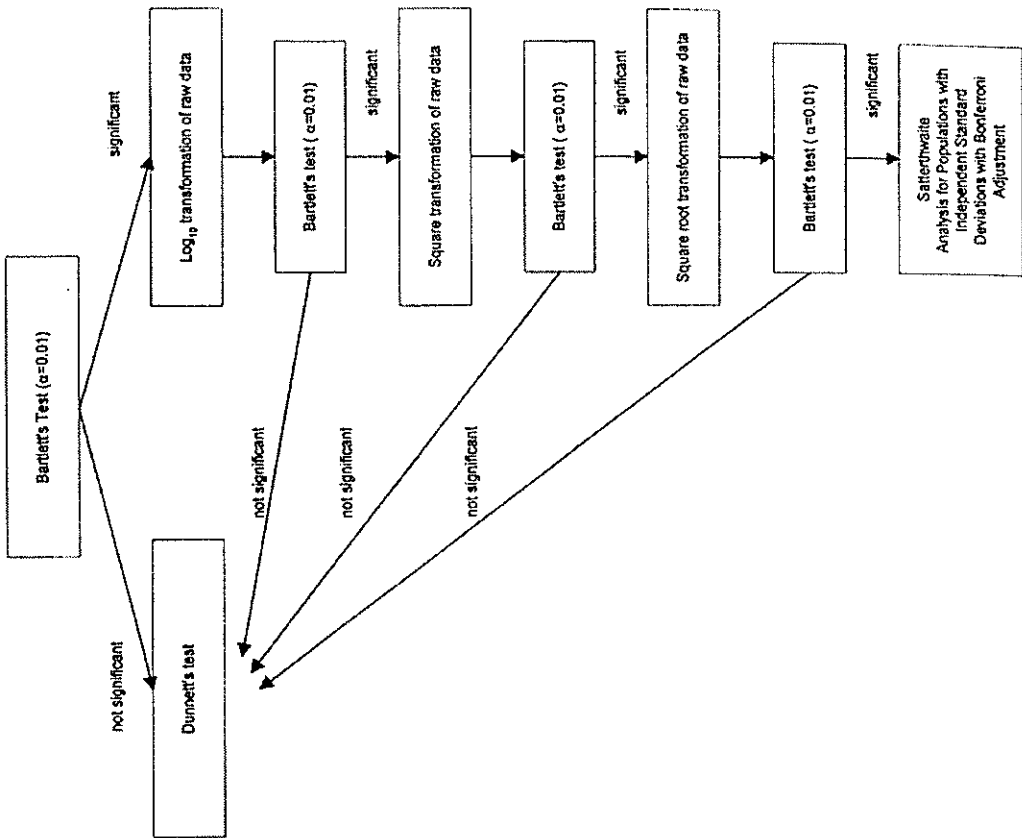 Bartlett's Test (α=0.01)
not significant
significant
Dunnett's test
Log10 transformation of raw data
Bartlett's test ( α=0.01)
not significant
significant
Square transformation of raw data
Bartlett's test ( α=0.01)
not significant
significant
Square root transformation of raw data
Bartlett's test ( α=0.01)
not significant
significant
Satterthwaite
Analysis for Populations with
Independent Standard
Deviations with Bonferroni
Adjustment